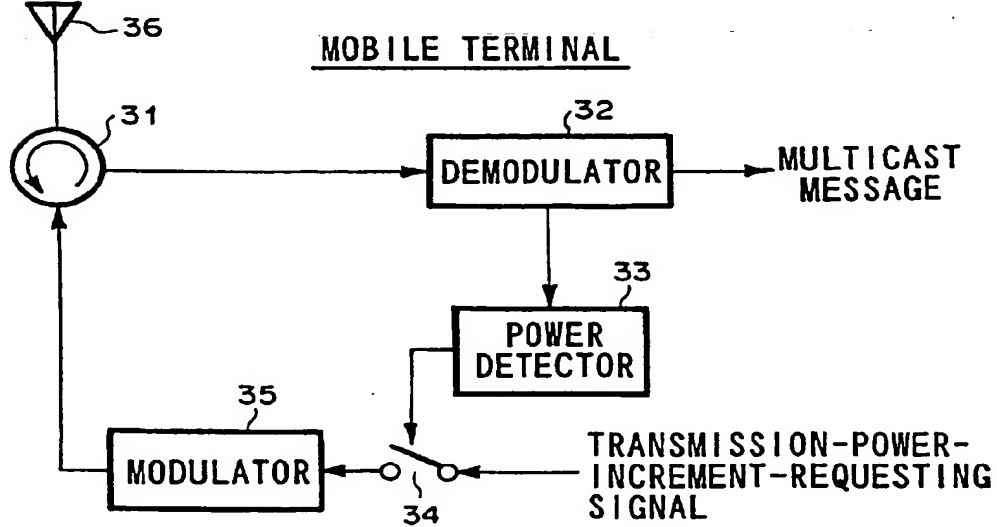 36
MOBILE TERMINAL
31
32
DEMODULATOR
MULTICAST
MESSAGE
33
POWER
DETECTOR
35
MODULATOR
34
TRANSMISSION-POWER-
INCREMENT-REQUESTING
SIGNAL